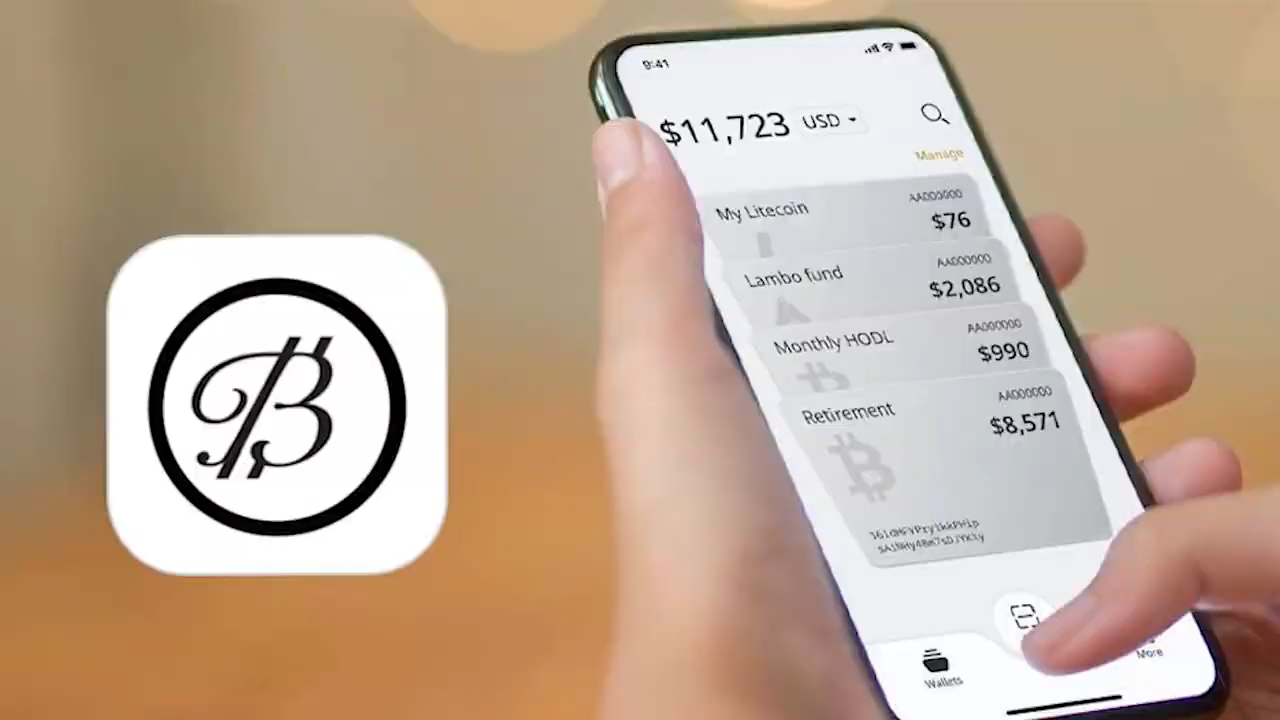 9:41
$11,723 USD
Manage
My Litecoin
AA000000
$76
Lambo fund
AA000000
$2,086
Monthly HODL
AA000000
$990
Retirement
AA000000
$8,571
Wallets
More